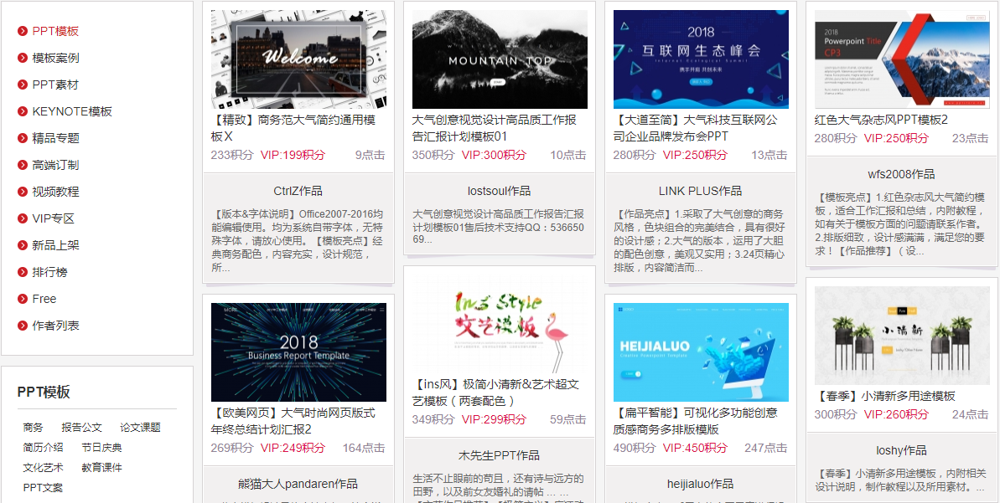 PPT模板
模板案例
PPT素材
KEYNOTE模板
精品专题
高端订制
视频教程
VIP专区
新品上架
排行榜
Free
作者列表
PPT模板
商务 报告公文 论文课题
简历介绍 节日庆典
文化艺术 教育课件
PPT文案
Welcome
【精致】商务范大气简约通用模
板Ⅹ
233积分 VIP:199积分 9点击
CtrlZ作品
【版本&字体说明】Office2007-2016均
能编辑使用。均为系统自带字体，无特
殊字体，请放心使用。【模板亮点】经
典商务配色，内容充实，设计规范，
所...
MORE
2018
Business Report Template
【欧美网页】大气时尚网页版式
年终总结计划汇报2
269积分 VIP:249积分 164点击
熊猫大人pandaren作品
MOUNTAIN TOP
大气创意视觉设计高品质工作报
告汇报计划模板01
350积分 VIP:300积分 10点击
lostsoul作品
大气创意视觉设计高品质工作报告汇报
计划模板01售后技术支持QQ：536650
69...
Ins Style
文艺模板
【ins风】极简小清新&艺术超文
艺模板（两套配色）
349积分 VIP:299积分 59点击
木先生PPT作品
生活不止眼前的苟且，还有诗与远方的
田野，以及前女友婚礼的请帖 ... ...
2018
互联网生态峰会
Internet Ecological Summit
携手开启 共创未来
【大道至简】大气科技互联网公
司企业品牌发布会PPT
280积分 VIP:250积分 13点击
LINK PLUS作品
【作品亮点】1.采取了大气创意的商务
风格，色块组合的完美结合，具有很好
的设计感；2.大气的版本，运用了大胆
的配色创意，美观又实用；3.24页精心
排版，内容简洁而...
HEIJIALUO
Creative Powerpoint Template
【扁平智能】可视化多功能创意
质感商务多排版模版
490积分 VIP:450积分 247点击
heijialuo作品
2018
Powerpoint Title
CP3
红色大气杂志风PPT模板2
280积分 VIP:250积分 23点击
wfs2008作品
【模板亮点】1.红色杂志风大气简约模
板，适合工作汇报和总结，内附教程，
如有关于模板方面的问题请联系作者。
2.排版细致，设计感满满，满足您的要
求！【作品推荐】（设...
小清新
【春季】小清新多用途模板
300积分 VIP:260积分 24点击
loshy作品
【春季】小清新多用途模板，内附相关
设计说明，制作教程以及所用素材。...